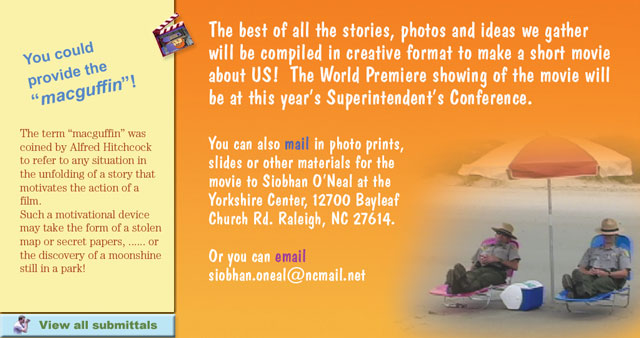 You could
provide the
“macguffin”!
The term “macguffin” was
coined by Alfred Hitchcock
to refer to any situation in
the unfolding of a story that
motivates the action of a
film.
Such a motivational device
may take the form of a stolen
map or secret papers, ...... or
the discovery of a moonshine
still in a park!
View all submittals
The best of all the stories, photos and ideas we gather
will be compiled in creative format to make a short movie
about US! The World Premiere showing of the movie will
be at this year's Superintendent's Conference.
You can also mail in photo prints,
slides or other materials for the
movie to Siobhan O'Neal at the
Yorkshire Center, 12700 Bayleaf
Church Rd. Raleigh, NC 27614.
Or you can email
siobhan.oneal@ncmail.net